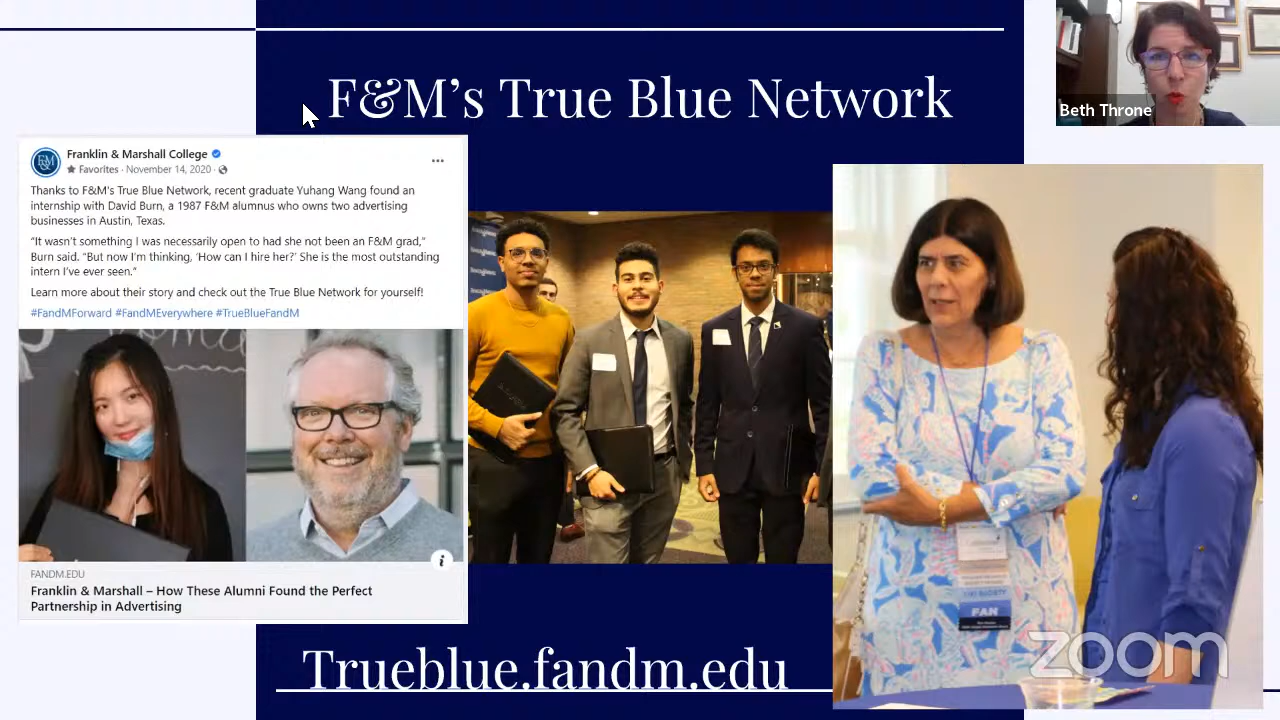 F&M's True Blue Network
Beth Throne
Franklin & Marshall College
Favorites · November 14, 2020 ·
Thanks to F&M's True Blue Network, recent graduate Yuhang Wang found an
internship with David Burn, a 1987 F&M alumnus who owns two advertising
businesses in Austin, Texas.
"It wasn't something I was necessarily open to had she not been an F&M grad,"
Burn said. "But now I'm thinking, 'How can I hire her?' She is the most outstanding
intern I've ever seen."
Learn more about their story and check out the True Blue Network for yourself!
#FandMForward #FandMEverywhere #TrueBlueFandM
FANDM.EDU
Franklin & Marshall – How These Alumni Found the Perfect
Partnership in Advertising
FAN
Trueblue.fandm.edu
zoom